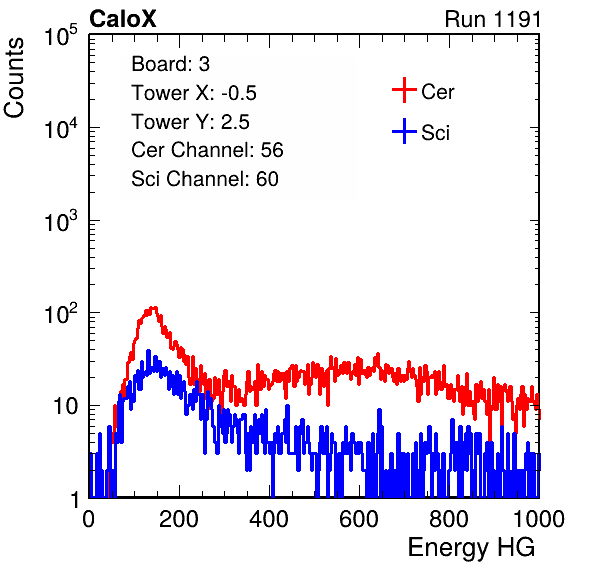 CaloX Run 1191
Counts
Board: 3
Tower X: -0.5
Tower Y: 2.5
Cer Channel: 56
Sci Channel: 60
Cer
Sci
10^5
10^4
10^3
10^2
10
1
0 200 400 600 800 1000
Energy HG